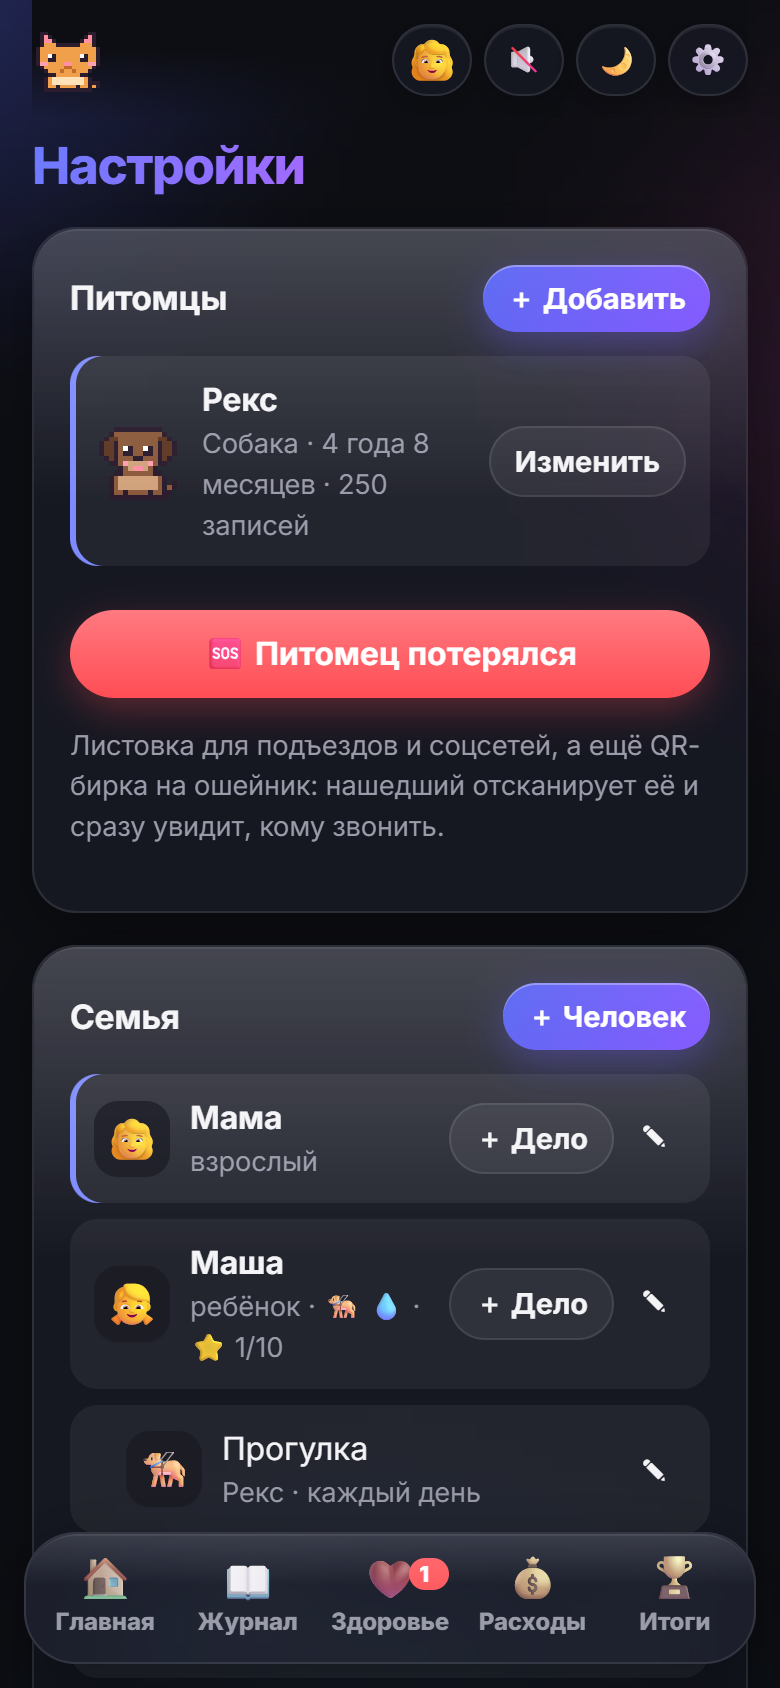 Настройки
Питомцы
+ Добавить
Рекс
Собака · 4 года 8
месяцев · 250
записей
Изменить
SOS Питомец потерялся
Листовка для подъездов и соцсетей, а ещё QR-
бирка на ошейник: нашедший отсканирует её и
сразу увидит, кому звонить.
Семья
+ Человек
Мама
взрослый
+ Дело
Маша
ребёнок · ·
1/10
+ Дело
Прогулка
Рекс · каждый день
1
Главная
Журнал
Здоровье
Расходы
Итоги